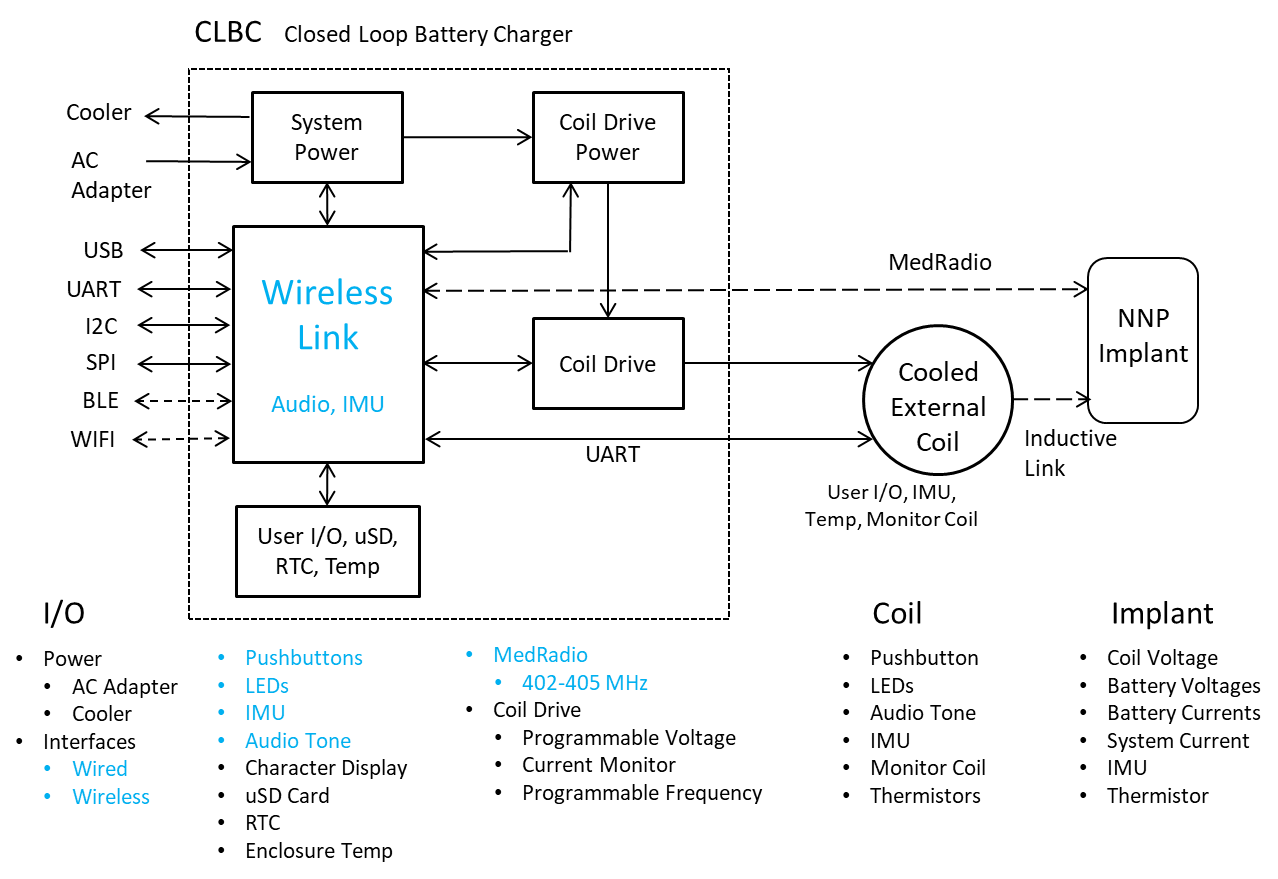 CLBC Closed Loop Battery Charger
Cooler
AC
Adapter
System
Power
Coil Drive
Power
USB
UART
I2C
SPI
BLE
WIFI
Wireless
Link
Audio, IMU
MedRadio
NNP
Implant
Coil Drive
Cooled
External
Coil
UART
Inductive
Link
User I/O, IMU,
Temp, Monitor Coil
User I/O, uSD,
RTC, Temp
I/O
• Power
• AC Adapter
• Cooler
• Interfaces
• Wired
• Wireless
• Pushbuttons
• LEDs
• IMU
• Audio Tone
• Character Display
• uSD Card
• RTC
• Enclosure Temp
• MedRadio
• 402-405 MHz
• Coil Drive
• Programmable Voltage
• Current Monitor
• Programmable Frequency
Coil
• Pushbutton
• LEDs
• Audio Tone
• IMU
• Monitor Coil
• Thermistors
Implant
• Coil Voltage
• Battery Voltages
• Battery Currents
• System Current
• IMU
• Thermistor